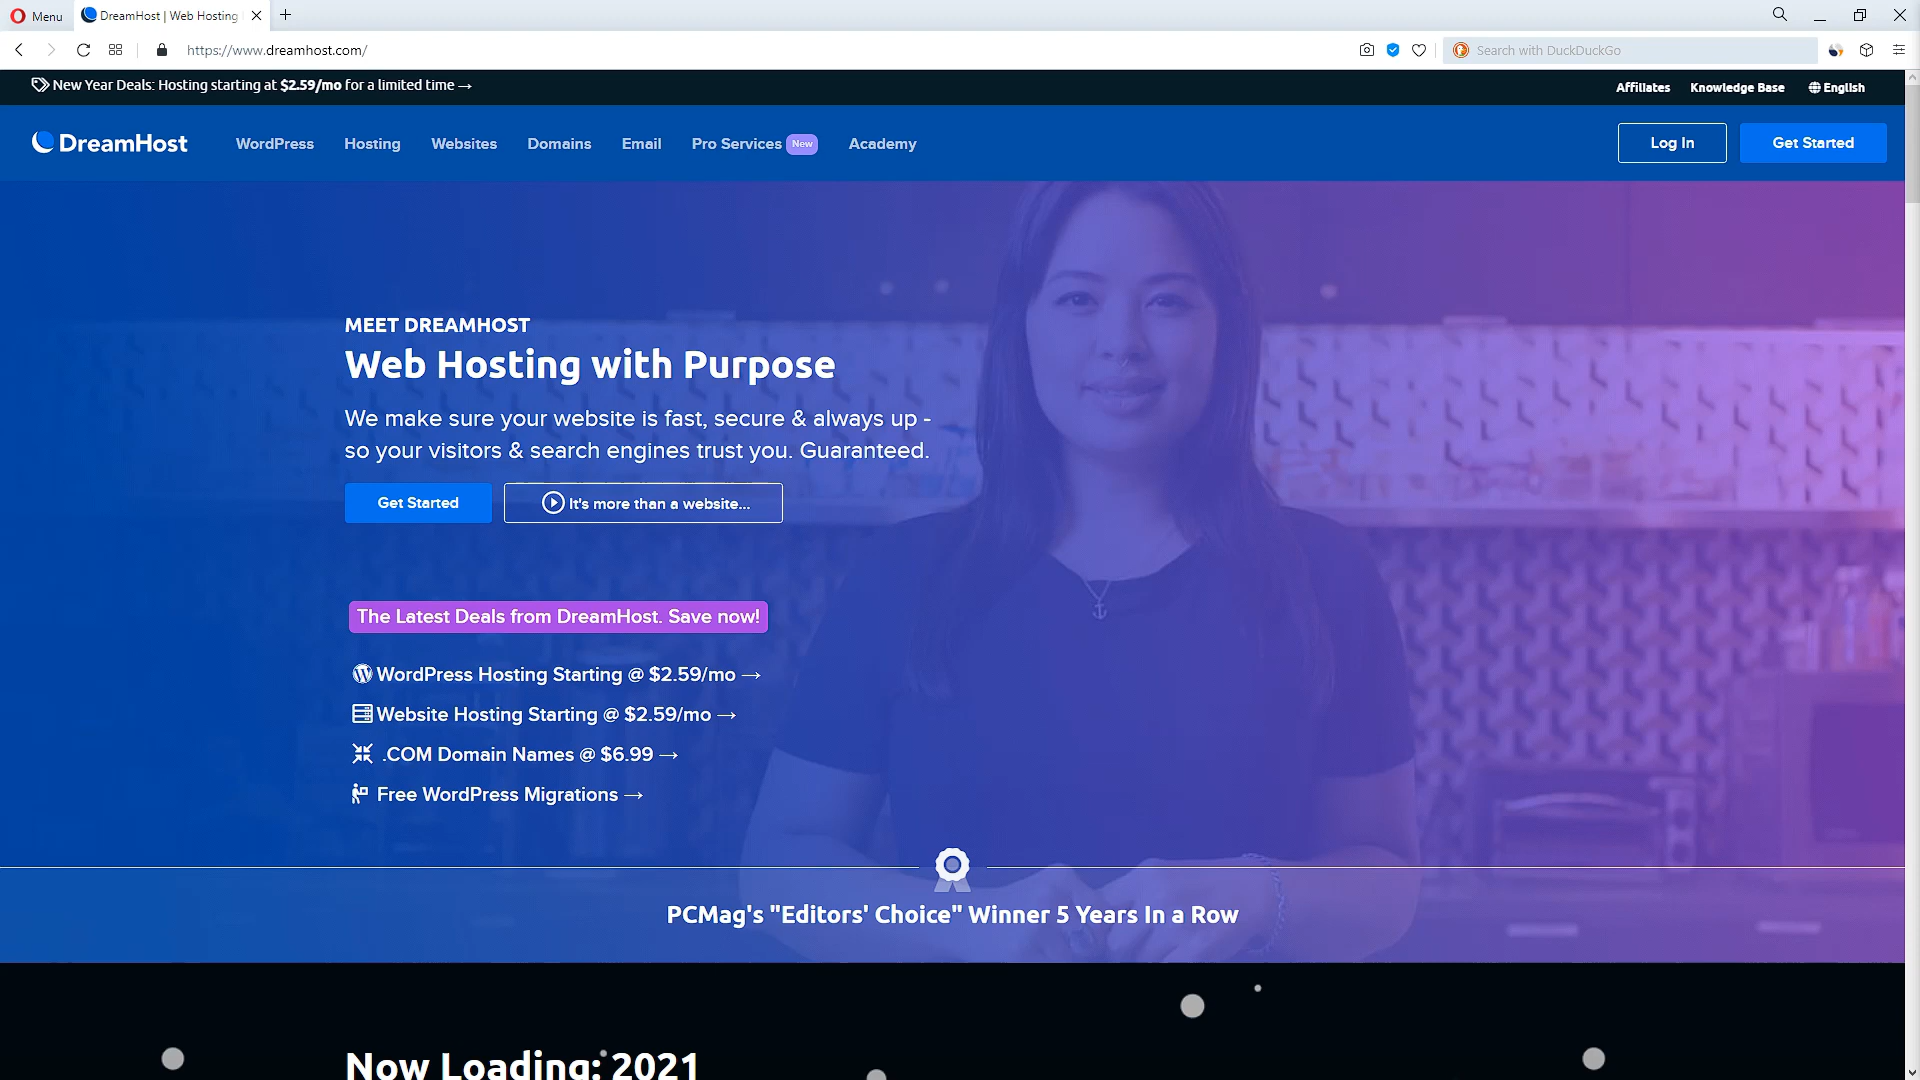 Menu
DreamHost | Web Hosting
https://www.dreamhost.com/
Search with DuckDuckGo
New Year Deals: Hosting starting at $2.59/mo for a limited time →
Affiliates
Knowledge Base
English
DreamHost
WordPress
Hosting
Websites
Domains
Email
Pro Services New
Academy
Log In
Get Started
MEET DREAMHOST
Web Hosting with Purpose
We make sure your website is fast, secure & always up -
so your visitors & search engines trust you. Guaranteed.
Get Started
It's more than a website...
The Latest Deals from DreamHost. Save now!
WordPress Hosting Starting @ $2.59/mo →
Website Hosting Starting @ $2.59/mo →
.COM Domain Names @ $6.99 →
Free WordPress Migrations →
PCMag's "Editors' Choice" Winner 5 Years In a Row
Now Loading: 2021